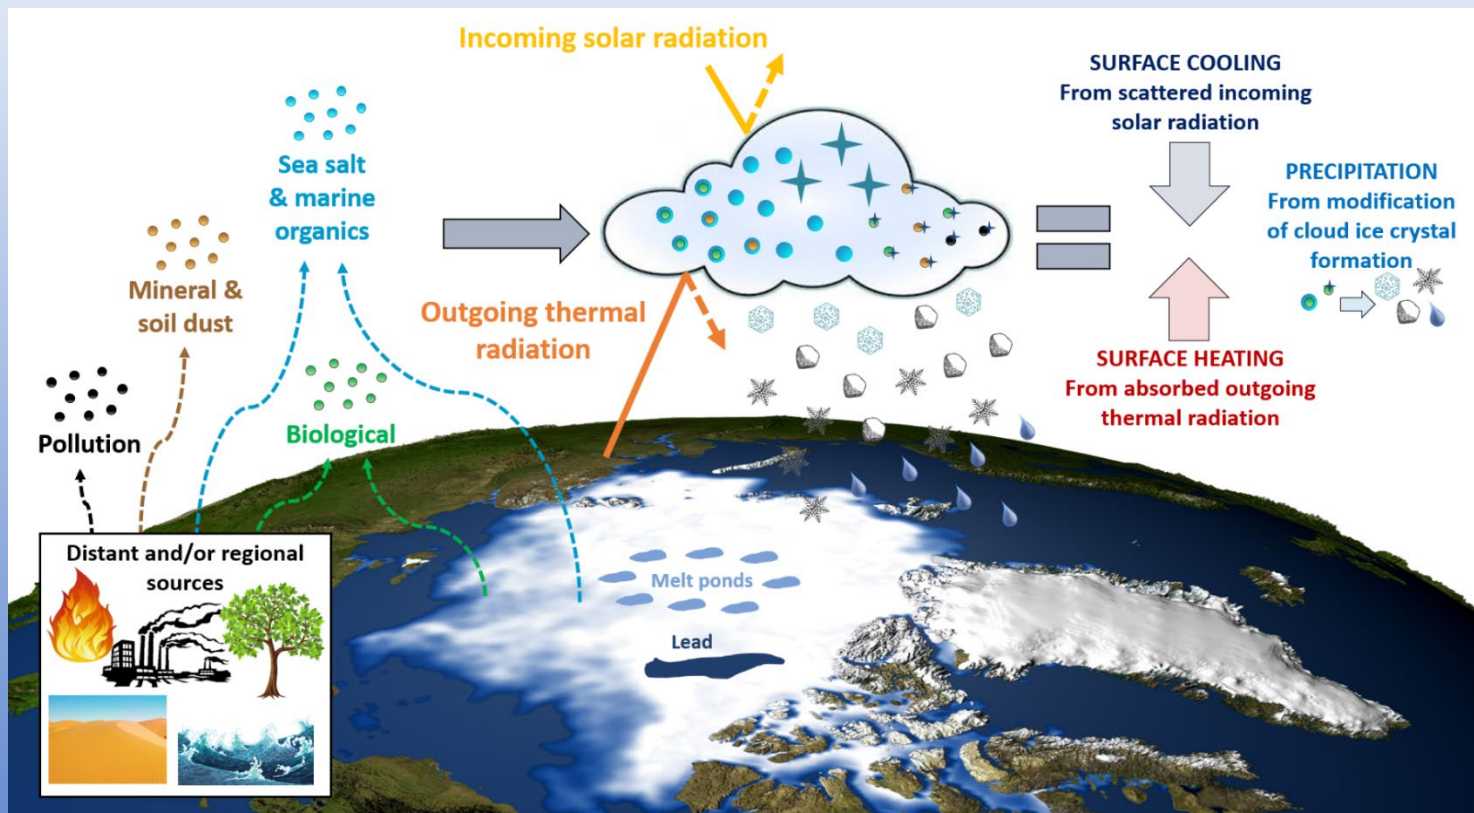 Incoming solar radiation
SURFACE COOLING
From scattered incoming
solar radiation
Sea salt
& marine
organics
PRECIPITATION
From modification
of cloud ice crystal
formation
Mineral &
soil dust
Outgoing thermal
radiation
SURFACE HEATING
From absorbed outgoing
thermal radiation
Pollution
Biological
Distant and/or regional
sources
Melt ponds
Lead